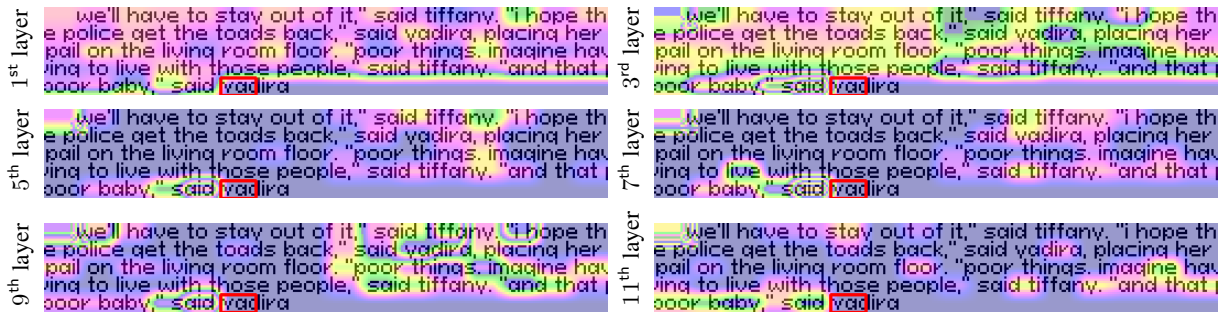 1st layer
we'll have to stay out of it," said tiffany. "i hope th
e police get the toads back," said yadira, placing her
pail on the living room floor. "poor things. imagine hav
ving to live with those people," said tiffany. "and that p
poor baby," said yadira
3rd layer
we'll have to stay out of it," said tiffany. "i hope th
e police get the toads back," said yadira, placing her
pail on the living room floor. "poor things. imagine hav
ving to live with those people," said tiffany. "and that p
poor baby," said yadira
5th layer
we'll have to stay out of it," said tiffany. "i hope th
e police get the toads back," said yadira, placing her
pail on the living room floor. "poor things. imagine hav
ving to live with those people," said tiffany. "and that p
poor baby," said yadira
7th layer
we'll have to stay out of it," said tiffany. "i hope th
e police get the toads back," said yadira, placing her
pail on the living room floor. "poor things. imagine hav
ving to live with those people," said tiffany. "and that p
poor baby," said yadira
9th layer
we'll have to stay out of it," said tiffany. "i hope th
e police get the toads back," said yadira, placing her
pail on the living room floor. "poor things. imagine hav
ving to live with those people," said tiffany. "and that p
poor baby," said yadira
11th layer
we'll have to stay out of it," said tiffany. "i hope th
e police get the toads back," said yadira, placing her
pail on the living room floor. "poor things. imagine hav
ving to live with those people," said tiffany. "and that p
poor baby," said yadira